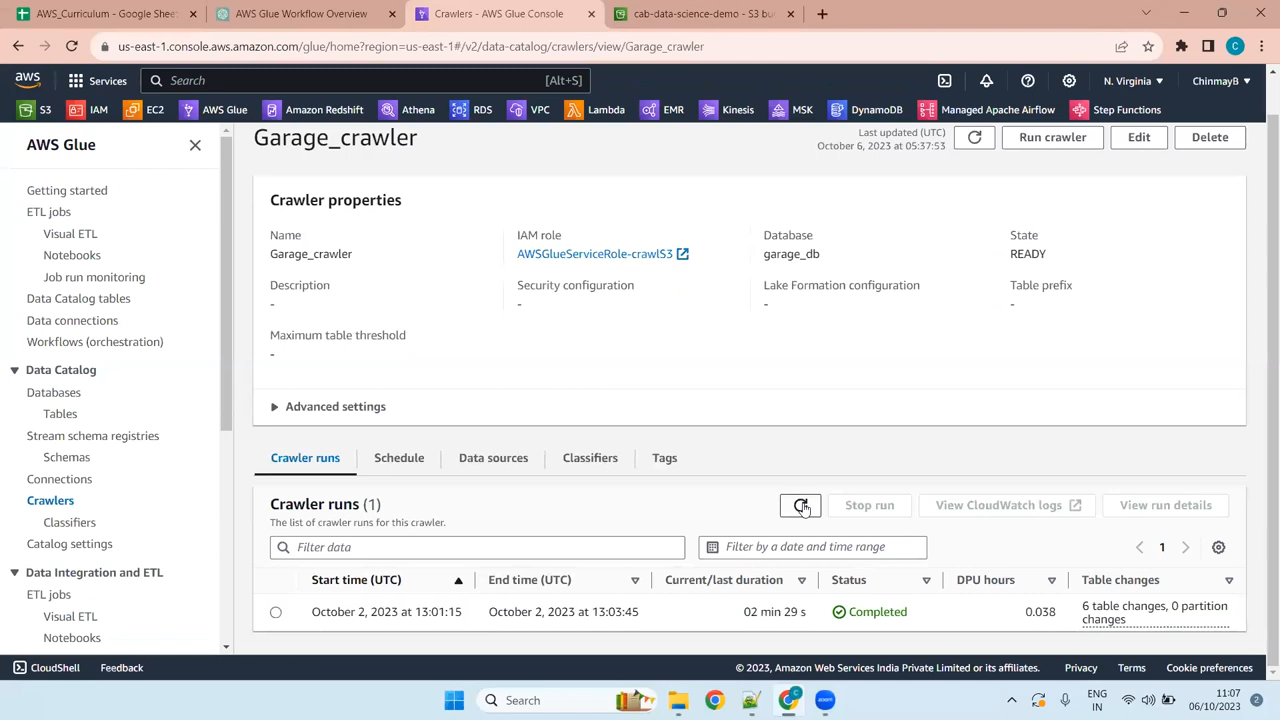 AWS_Curriculum - Google Sheet
AWS Glue Workflow Overview
Crawlers - AWS Glue Console
cab-data-science-demo - S3 bu
us-east-1.console.aws.amazon.com/glue/home?region=us-east-1#/v2/data-catalog/crawlers/view/Garage_crawler
C
aws
Services
Search
[Alt+S]
N. Virginia
ChinmayB
S3
IAM
EC2
AWS Glue
Amazon Redshift
Athena
RDS
VPC
Lambda
EMR
Kinesis
MSK
DynamoDB
Managed Apache Airflow
Step Functions
AWS Glue
Getting started
ETL jobs
Visual ETL
Notebooks
Job run monitoring
Data Catalog tables
Data connections
Workflows (orchestration)
Data Catalog
Databases
Tables
Stream schema registries
Schemas
Connections
Crawlers
Classifiers
Catalog settings
Data Integration and ETL
ETL jobs
Visual ETL
Notebooks
Garage_crawler
Last updated (UTC)
October 6, 2023 at 05:37:53
Run crawler
Edit
Delete
Crawler properties
Name
Garage_crawler
IAM role
AWSGlueServiceRole-crawlS3
Database
garage_db
State
READY
Description
-
Security configuration
-
Lake Formation configuration
-
Table prefix
-
Maximum table threshold
-
Advanced settings
Crawler runs
Schedule
Data sources
Classifiers
Tags
Crawler runs (1)
The list of crawler runs for this crawler.
Stop run
View CloudWatch logs
View run details
Filter data
Filter by a date and time range
1
Start time (UTC)
End time (UTC)
Current/last duration
Status
DPU hours
Table changes
October 2, 2023 at 13:01:15
October 2, 2023 at 13:03:45
02 min 29 s
Completed
0.038
6 table changes, 0 partition
changes
CloudShell
Feedback
© 2023, Amazon Web Services India Private Limited or its affiliates.
Privacy
Terms
Cookie preferences
Search
ENG
IN
11:07
06/10/2023
2